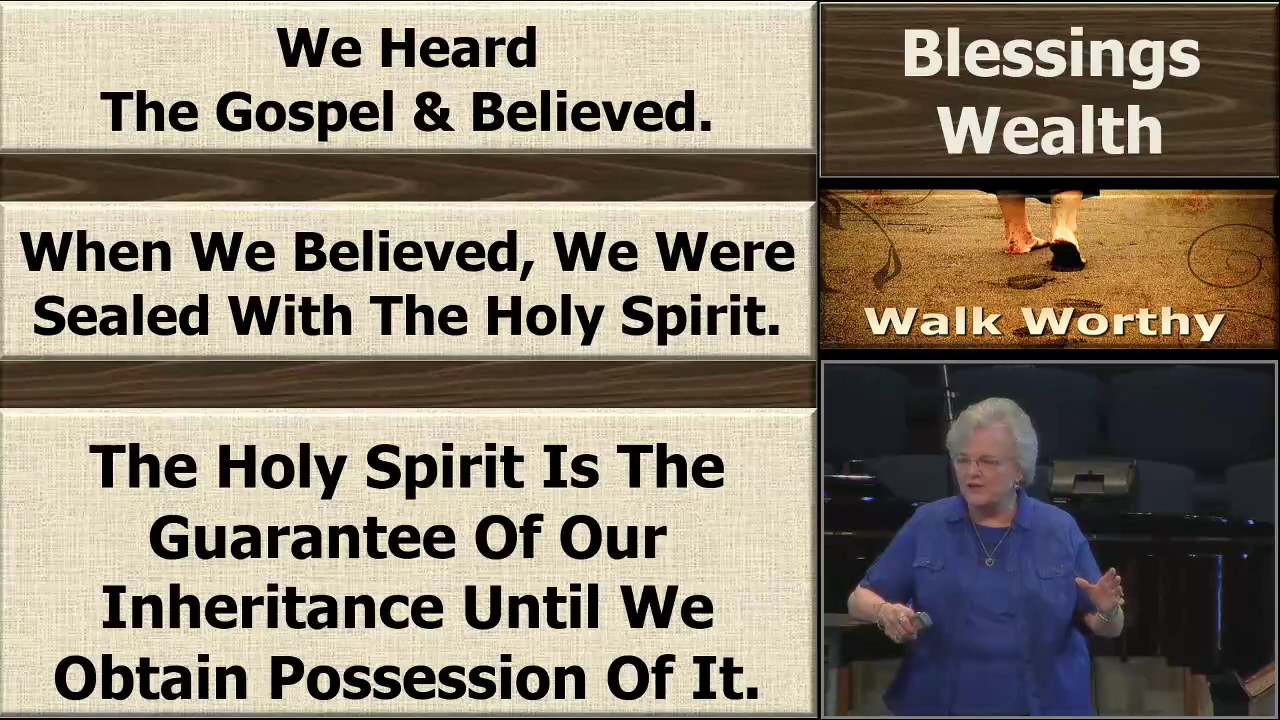 We Heard
The Gospel & Believed.
When We Believed, We Were
Sealed With The Holy Spirit.
The Holy Spirit Is The
Guarantee Of Our
Inheritance Until We
Obtain Possession Of It.
Blessings
Wealth
Walk Worthy